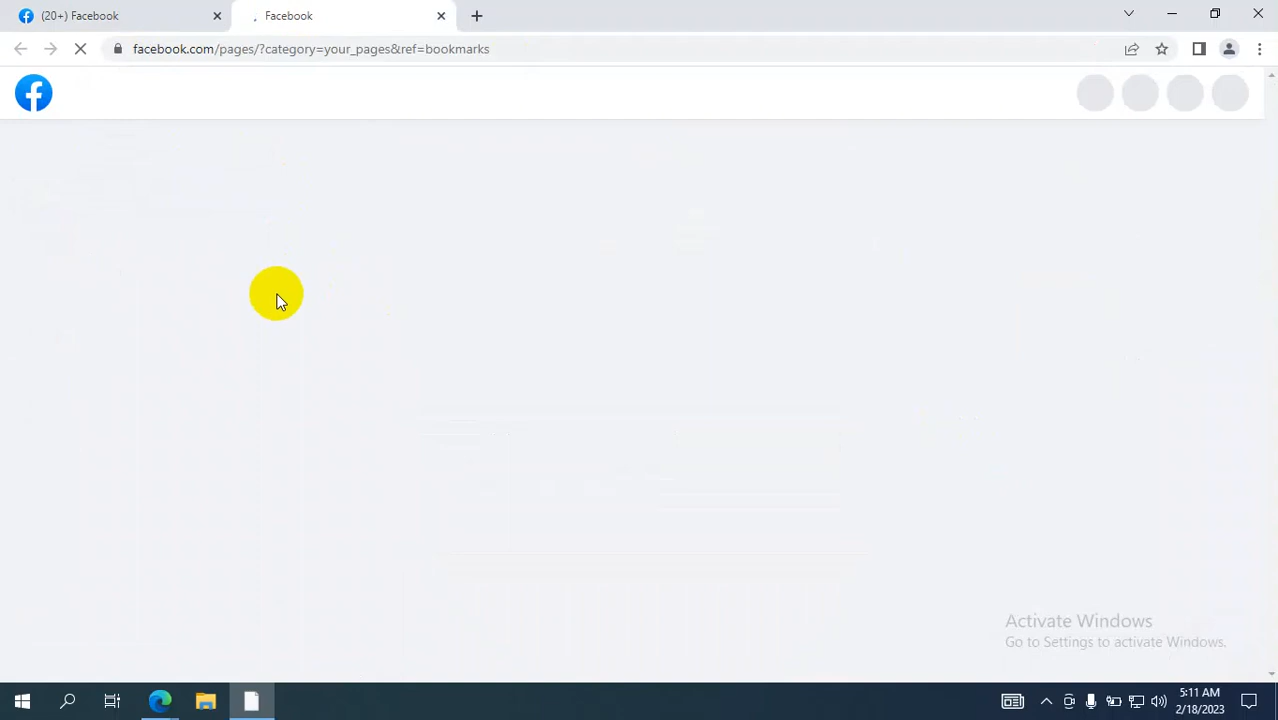 (20+) Facebook
Facebook
facebook.com/pages/?category=your_pages&ref=bookmarks
Activate Windows
Go to Settings to activate Windows.
5:11 AM
2/18/2023